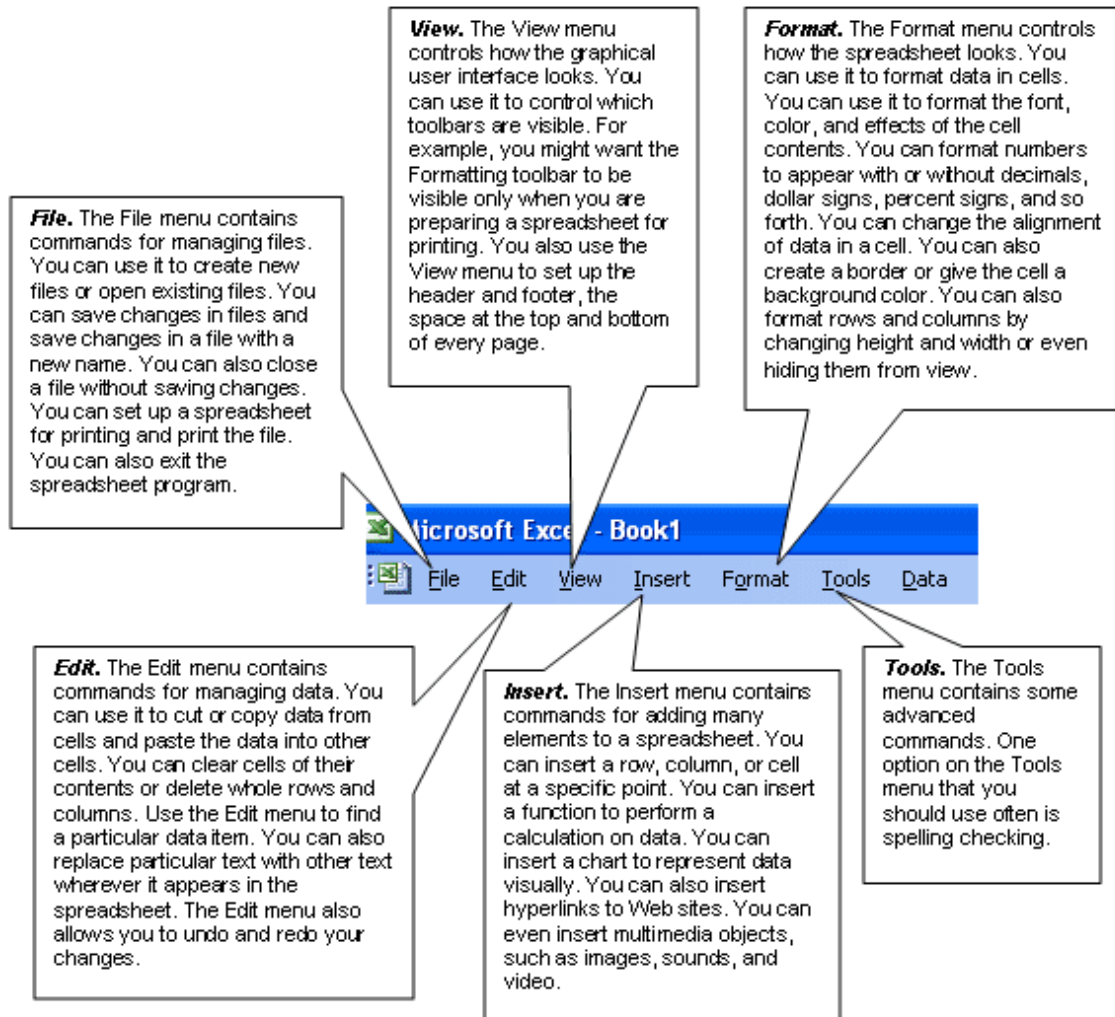 View. The View menu
controls how the graphical
user interface looks. You
can use it to control which
toolbars are visible. For
example, you might want the
Formatting toolbar to be
visible only when you are
preparing a spreadsheet for
printing. You also use the
View menu to set up the
header and footer, the
space at the top and bottom
of every page.
Format. The Format menu controls
how the spreadsheet looks. You
can use it to format data in cells.
You can use it to format the font,
color, and effects of the cell
contents. You can format numbers
to appear with or without decimals,
dollar signs, percent signs, and so
forth. You can change the alignment
of data in a cell. You can also
create a border or give the cell a
background color. You can also
format rows and columns by
changing height and width or even
hiding them from view.
File. The File menu contains
commands for managing files.
You can use it to create new
files or open existing files. You
can save changes in files and
save changes in a file with a
new name. You can also close
a file without saving changes.
You can set up a spreadsheet
for printing and print the file.
You can also exit the
spreadsheet program.
Microsoft Excel - Book1
File Edit View Insert Format Tools Data
Edit. The Edit menu contains
commands for managing data. You
can use it to cut or copy data from
cells and paste the data into other
cells. You can clear cells of their
contents or delete whole rows and
columns. Use the Edit menu to find
a particular data item. You can also
replace particular text with other text
wherever it appears in the
spreadsheet. The Edit menu also
allows you to undo and redo your
changes.
Insert. The Insert menu contains
commands for adding many
elements to a spreadsheet. You
can insert a row, column, or cell
at a specific point. You can insert
a function to perform a
calculation on data. You can
insert a chart to represent data
visually. You can also insert
hyperlinks to Web sites. You can
even insert multimedia objects,
such as images, sounds, and
video.
Tools. The Tools
menu contains some
advanced
commands. One
option on the Tools
menu that you
should use often is
spelling checking.